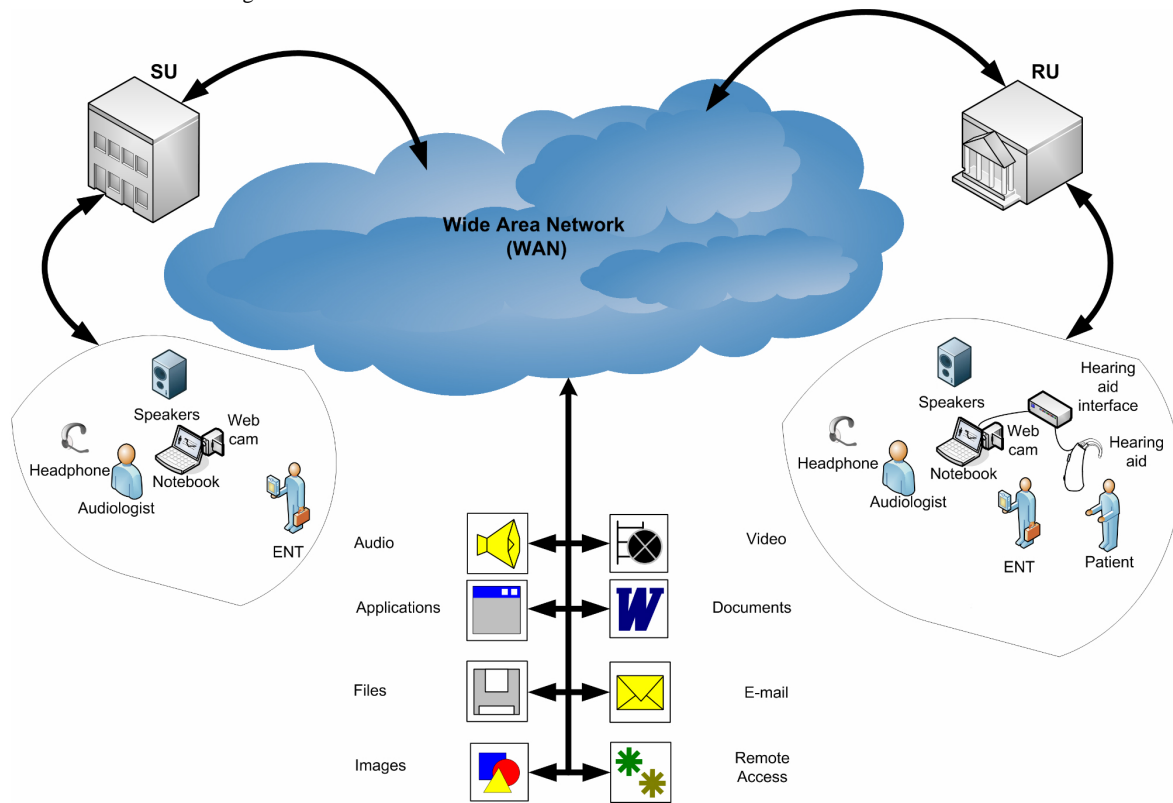 SU
RU
Wide Area Network
(WAN)
Speakers
Web
cam
Headphone
Notebook
Audiologist
ENT
Hearing
aid interface
Speakers
Web
cam
Hearing
aid
Headphone
Notebook
Audiologist
ENT
Patient
Audio
Video
Applications
W
Documents
Files
E-mail
Images
Remote
Access